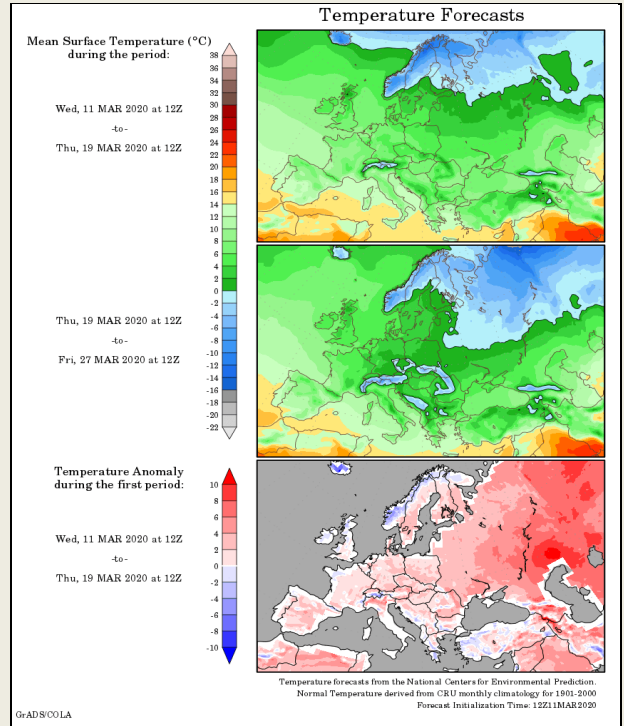 Temperature Forecasts
Mean Surface Temperature (°C)
during the period:
Wed, 11 MAR 2020 at 12Z
-to-
Thu, 19 MAR 2020 at 12Z
38
36
34
32
30
28
26
24
22
20
18
16
14
12
10
8
6
4
2
0
-2
-4
-6
-8
-10
-12
-14
-16
-18
-20
-22
Thu, 19 MAR 2020 at 12Z
-to-
Fri, 27 MAR 2020 at 12Z
Temperature Anomaly
during the first period:
Wed, 11 MAR 2020 at 12Z
-to-
Thu, 19 MAR 2020 at 12Z
10
8
6
4
2
0
-2
-4
-6
-8
-10
Temperature forecasts from the National Centers for Environmental Prediction.
Normal Temperature derived from CRU monthly climatology for 1901-2000
Forecast Initialization Time: 12Z11MAR2020
GrADS/COLA